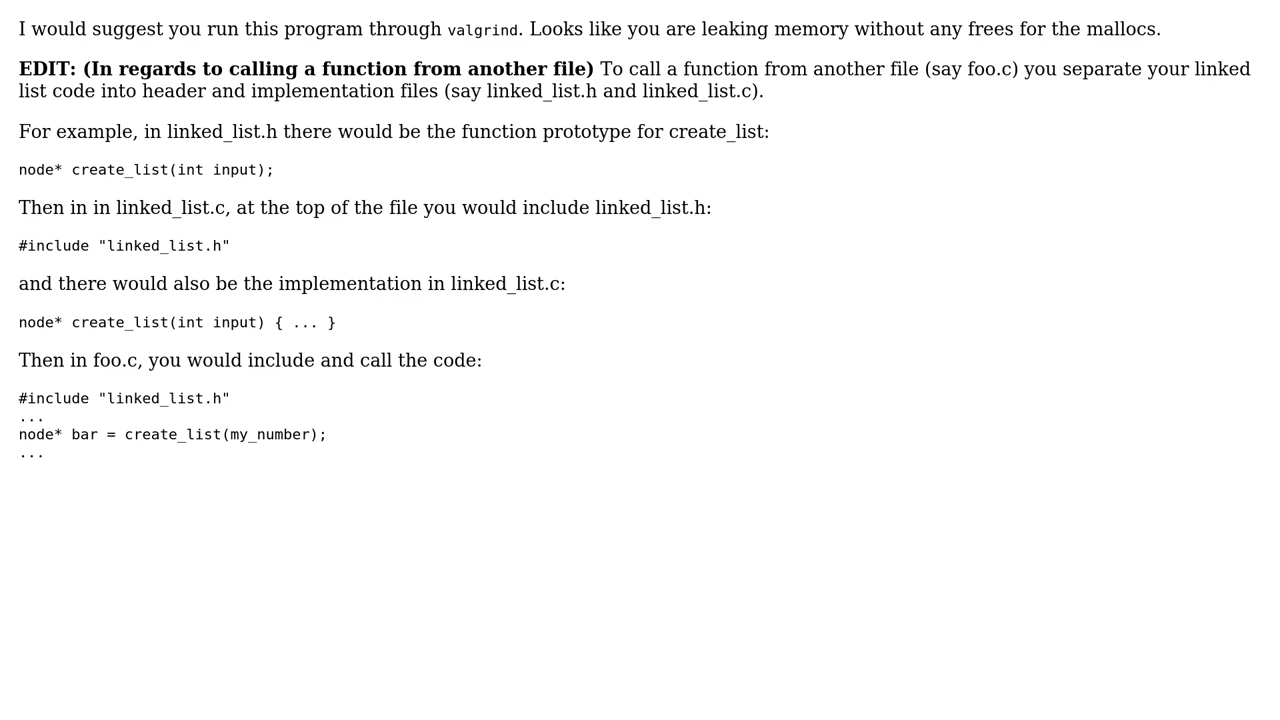 I would suggest you run this program through valgrind. Looks like you are leaking memory without any frees for the mallocs.
EDIT: (In regards to calling a function from another file) To call a function from another file (say foo.c) you separate your linked
list code into header and implementation files (say linked_list.h and linked_list.c).
For example, in linked_list.h there would be the function prototype for create_list:
node* create_list(int input);
Then in in linked_list.c, at the top of the file you would include linked_list.h:
#include "linked_list.h"
and there would also be the implementation in linked_list.c:
node* create_list(int input) { ... }
Then in foo.c, you would include and call the code:
#include "linked_list.h"
...
node* bar = create_list(my_number);
...